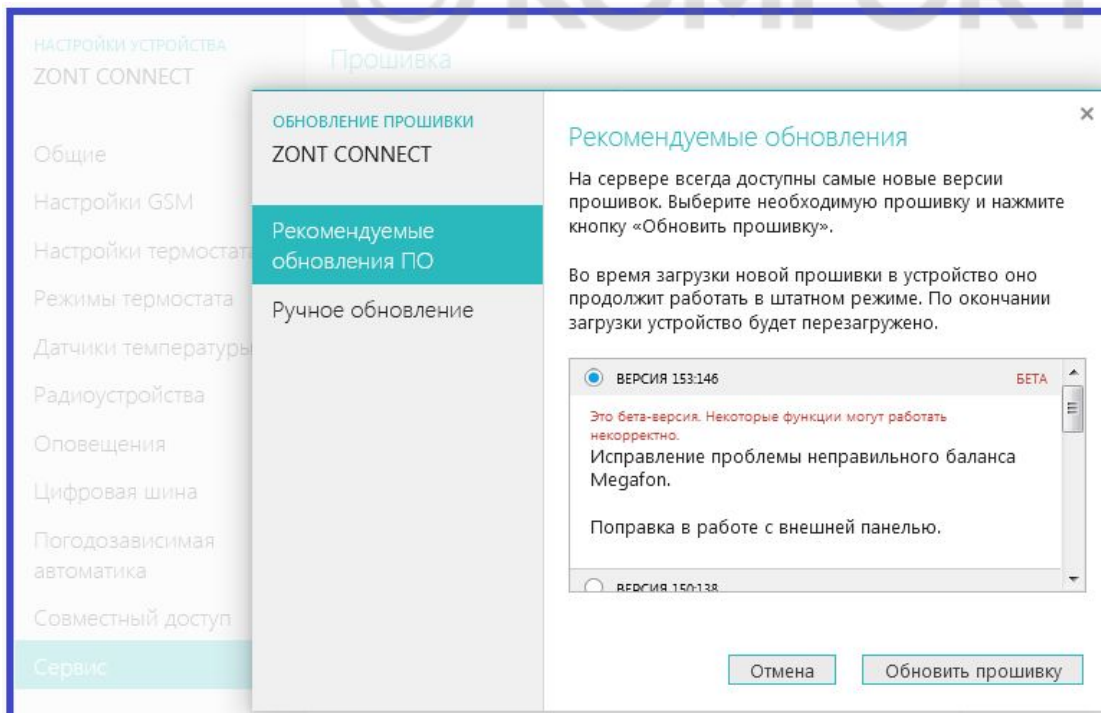 КОМFORT
НАСТРОЙКИ УСТРОЙСТВА
ZONT CONNECT
Общие
Настройки GSM
Настройки термостата
Режимы термостата
Датчики температуры
Радиоустройства
Оповещения
Цифровая шина
Погодозависимая
автоматика
Совместный доступ
Сервис
Прошивка
ОБНОВЛЕНИЕ ПРОШИВКИ
ZONT CONNECT
Рекомендуемые
обновления ПО
Ручное обновление
Рекомендуемые обновления
На сервере всегда доступны самые новые версии
прошивок. Выберите необходимую прошивку и нажмите
кнопку «Обновить прошивку».
Во время загрузки новой прошивки в устройство оно
продолжит работать в штатном режиме. По окончании
загрузки устройство будет перезагружено.
ВЕРСИЯ 153:146 БЕТА
Это бета-версия. Некоторые функции могут работать
некорректно.
Исправление проблемы неправильного баланса
Megafon.
Поправка в работе с внешней панелью.
ВЕРСИЯ 150:138
Отмена Обновить прошивку